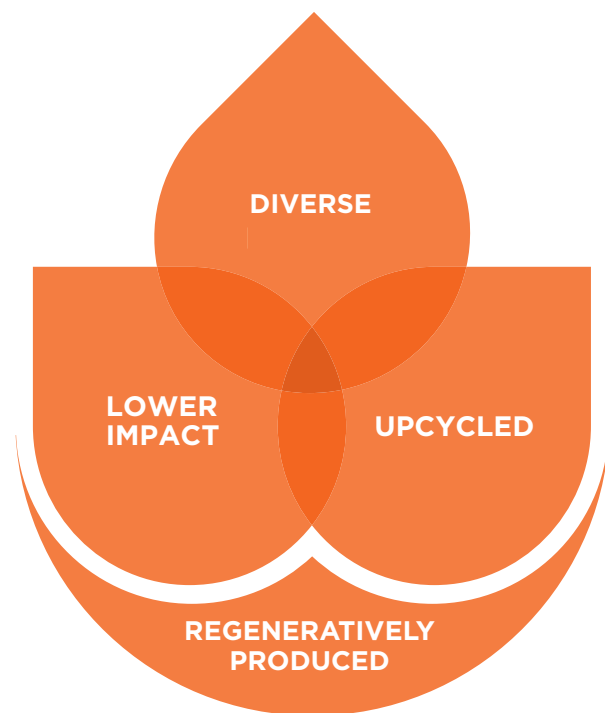 DIVERSE
LOWER
IMPACT
UPCYCLED
REGENERATIVELY
PRODUCED